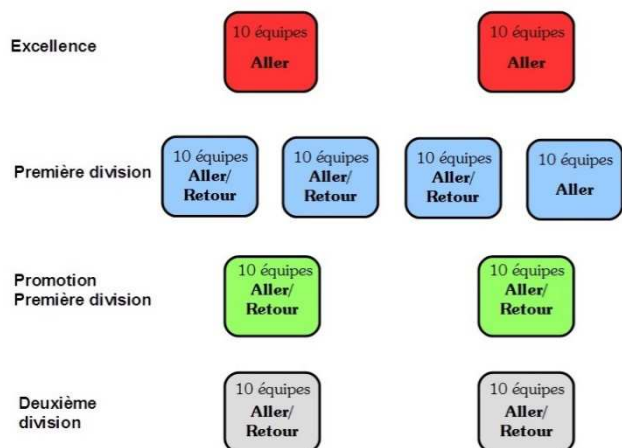 Excellence
10 équipes
Aller
10 équipes
Aller
Première division
10 équipes
Aller/
Retour
10 équipes
Aller/
Retour
10 équipes
Aller/
Retour
10 équipes
Aller
Promotion
Première division
10 équipes
Aller/
Retour
10 équipes
Aller/
Retour
Deuxième
division
10 équipes
Aller/
Retour
10 équipes
Aller/
Retour